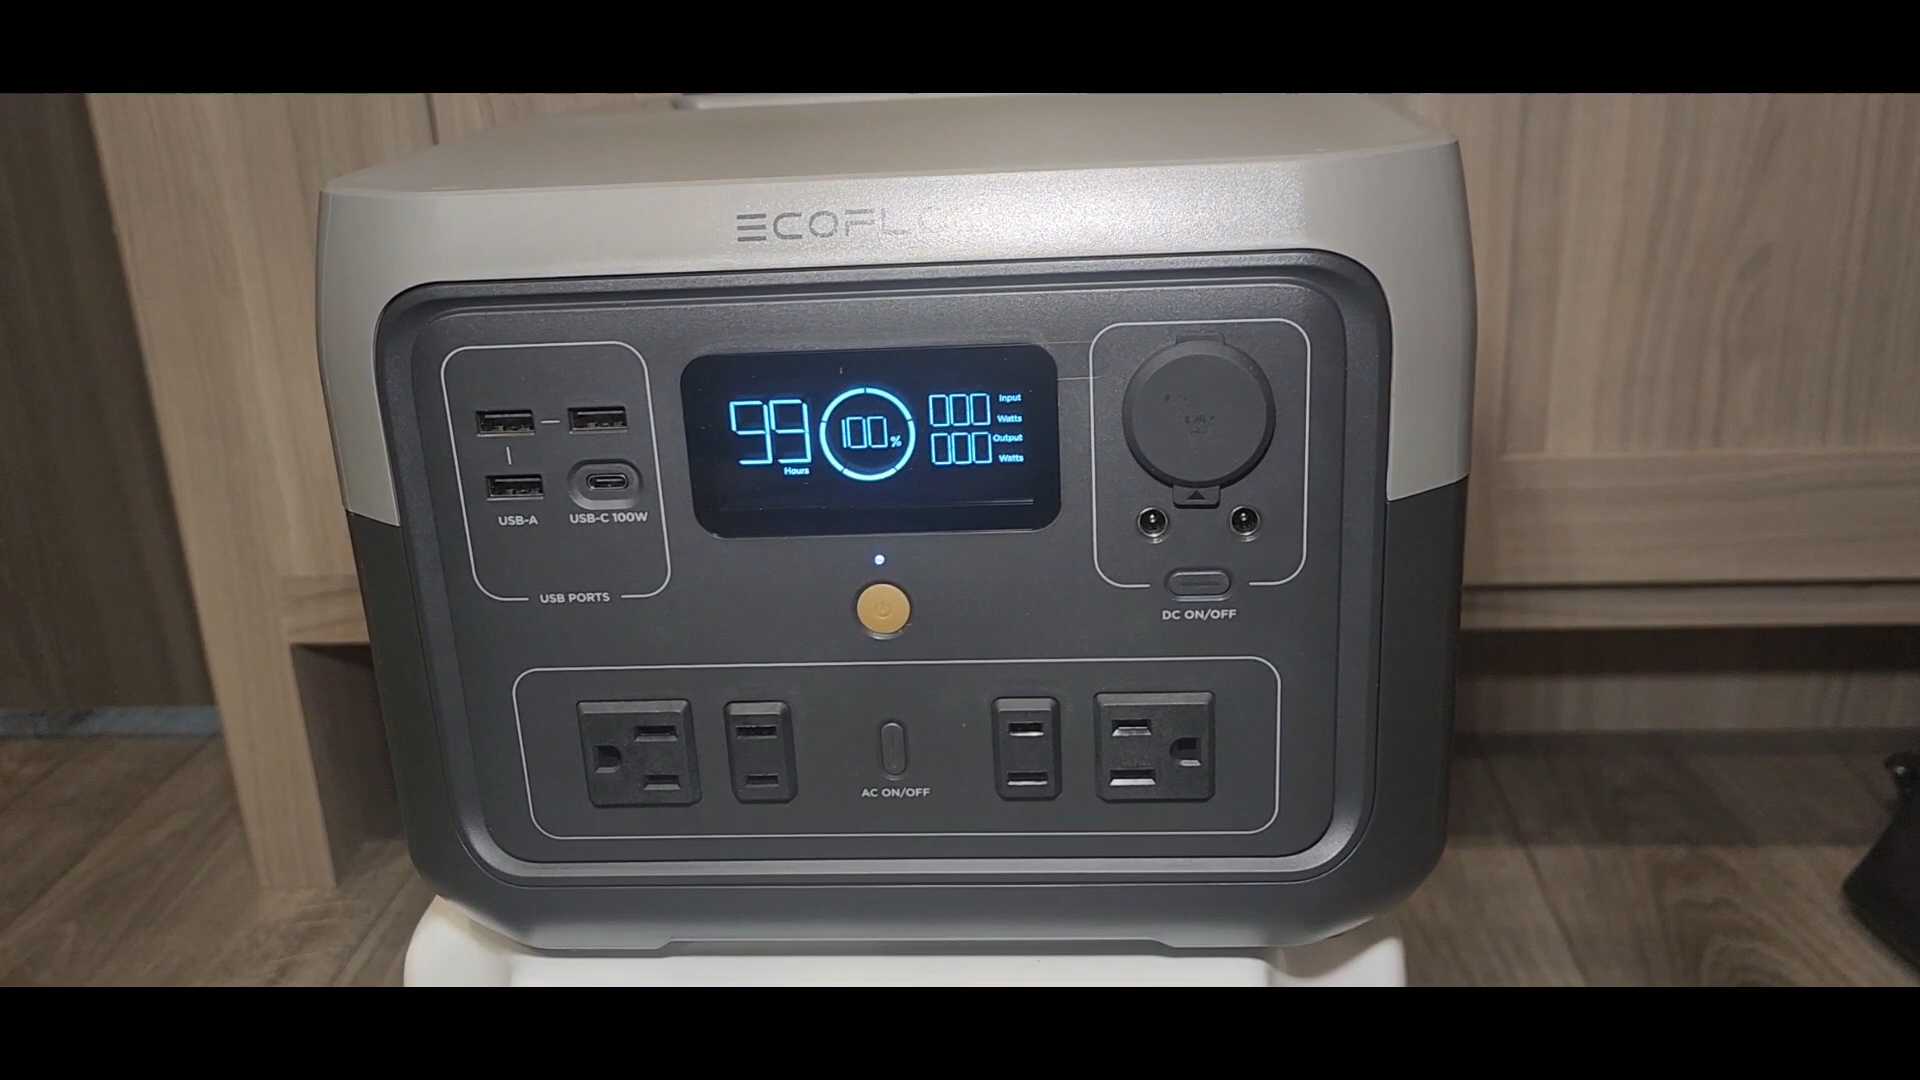 ECOFLO
99
Hours
100 %
000 Input
Watts
000 Output
Watts
USB-A
USB-C 100W
USB PORTS
DC ON/OFF
AC ON/OFF